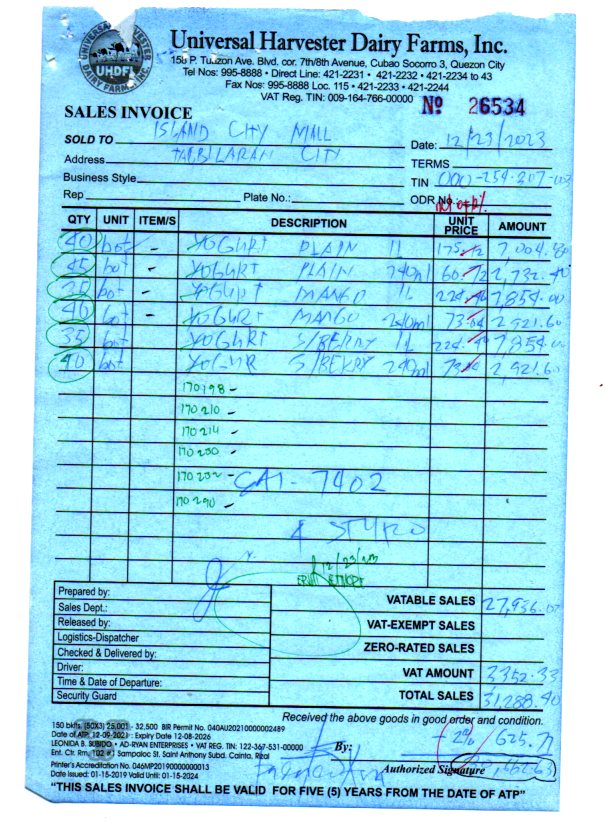 UNIVERSAL HARVESTER DAIRY FARMS, INC.
UHDFI
Universal Harvester Dairy Farms, Inc.
15b P. Tuazon Ave. Blvd. cor. 7th/8th Avenue, Cubao Socorro 3, Quezon City
Tel Nos: 995-8888 • Direct Line: 421-2231 • 421-2232 • 421-2234 to 43
Fax Nos: 995-8888 Loc. 115 • 421-2233 • 421-2244
VAT Reg. TIN: 009-164-766-00000 Nº 26534
SALES INVOICE
SOLD TO ISLAND CITY MALL Date: 12/23/2023
Address TAGBILARAN CITY TERMS
Business Style TIN 000-254-207-003
Rep Plate No.: ODR No.
QTY UNIT ITEM/S DESCRIPTION UNIT PRICE AMOUNT
40 bot - YOGURT PLAIN 1L 175.12 7,004.80
45 bot - YOGURT PLAIN 240ml 60.72 2,732.40
35 bot - YOGURT MANGO 1L 224.40 7,854.00
40 bot - YOGURT MANGO 240ml 73.04 2,921.60
35 bot YOGURT S/BERRY 1L 224.40 7,854.00
40 bot YOGURT S/BERRY 240ml 73.04 2,921.60
170198 -
170210 -
170214 -
170230 -
170232 - CAI - 7402
170290 -
4 STYRO
12/23/23
Prepared by: VATABLE SALES 27,936.07
Sales Dept.:
Released by: VAT-EXEMPT SALES
Logistics-Dispatcher
Checked & Delivered by: ZERO-RATED SALES
Driver: VAT AMOUNT 3352.33
Time & Date of Departure:
Security Guard TOTAL SALES 31,288.40
Received the above goods in good order and condition.
150 bkfts. (50X3) 25,001 - 32,500 BIR Permit No. 040AU20210000002489
Date of ATP: 12-09-2021 : Expiry Date 12-08-2026
LEONIDA B. SUBIDO • AD-RYAN ENTERPRISES • VAT REG. TIN: 122-367-531-00000
Ent. Ctr. Rm. 102 #7 Sampaloc St. Saint Anthony Subd. Cainta, Rizal
Printer's Accreditation No. 046MP20190000000013
Date Issued: 01-15-2019 Valid Until: 01-15-2024
- 2% 625.77
By:
Authorized Signature 30,662.63
"THIS SALES INVOICE SHALL BE VALID FOR FIVE (5) YEARS FROM THE DATE OF ATP"